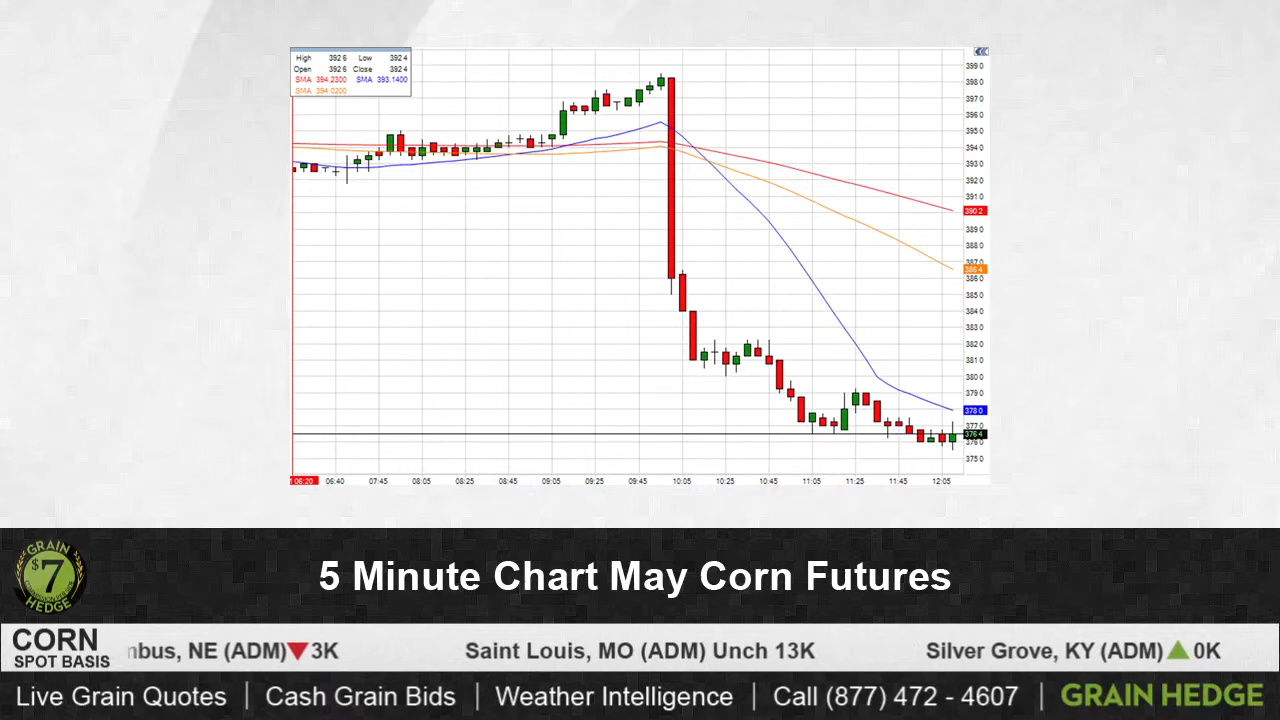 High 392 6 Low 392 4
Open 392 6 Close 392 4
SMA 394.2300 SMA 393.1400
SMA 394.0200
399 0
398 0
397 0
396 0
395 0
394 0
393 0
392 0
391 0
390 2
389 0
388 0
387 0
386 4
386 0
385 0
384 0
383 0
382 0
381 0
380 0
379 0
378 0
377 0
376 4
376 0
375 0
06:20 06:40 07:45 08:05 08:25 08:45 09:05 09:25 09:45 10:05 10:25 10:45 11:05 11:25 11:45 12:05
GRAIN
$7
HEDGE
5 Minute Chart May Corn Futures
CORN
SPOT BASIS
nbus, NE (ADM) 3K Saint Louis, MO (ADM) Unch 13K Silver Grove, KY (ADM) 0K
Live Grain Quotes | Cash Grain Bids | Weather Intelligence | Call (877) 472 - 4607 | GRAIN HEDGE